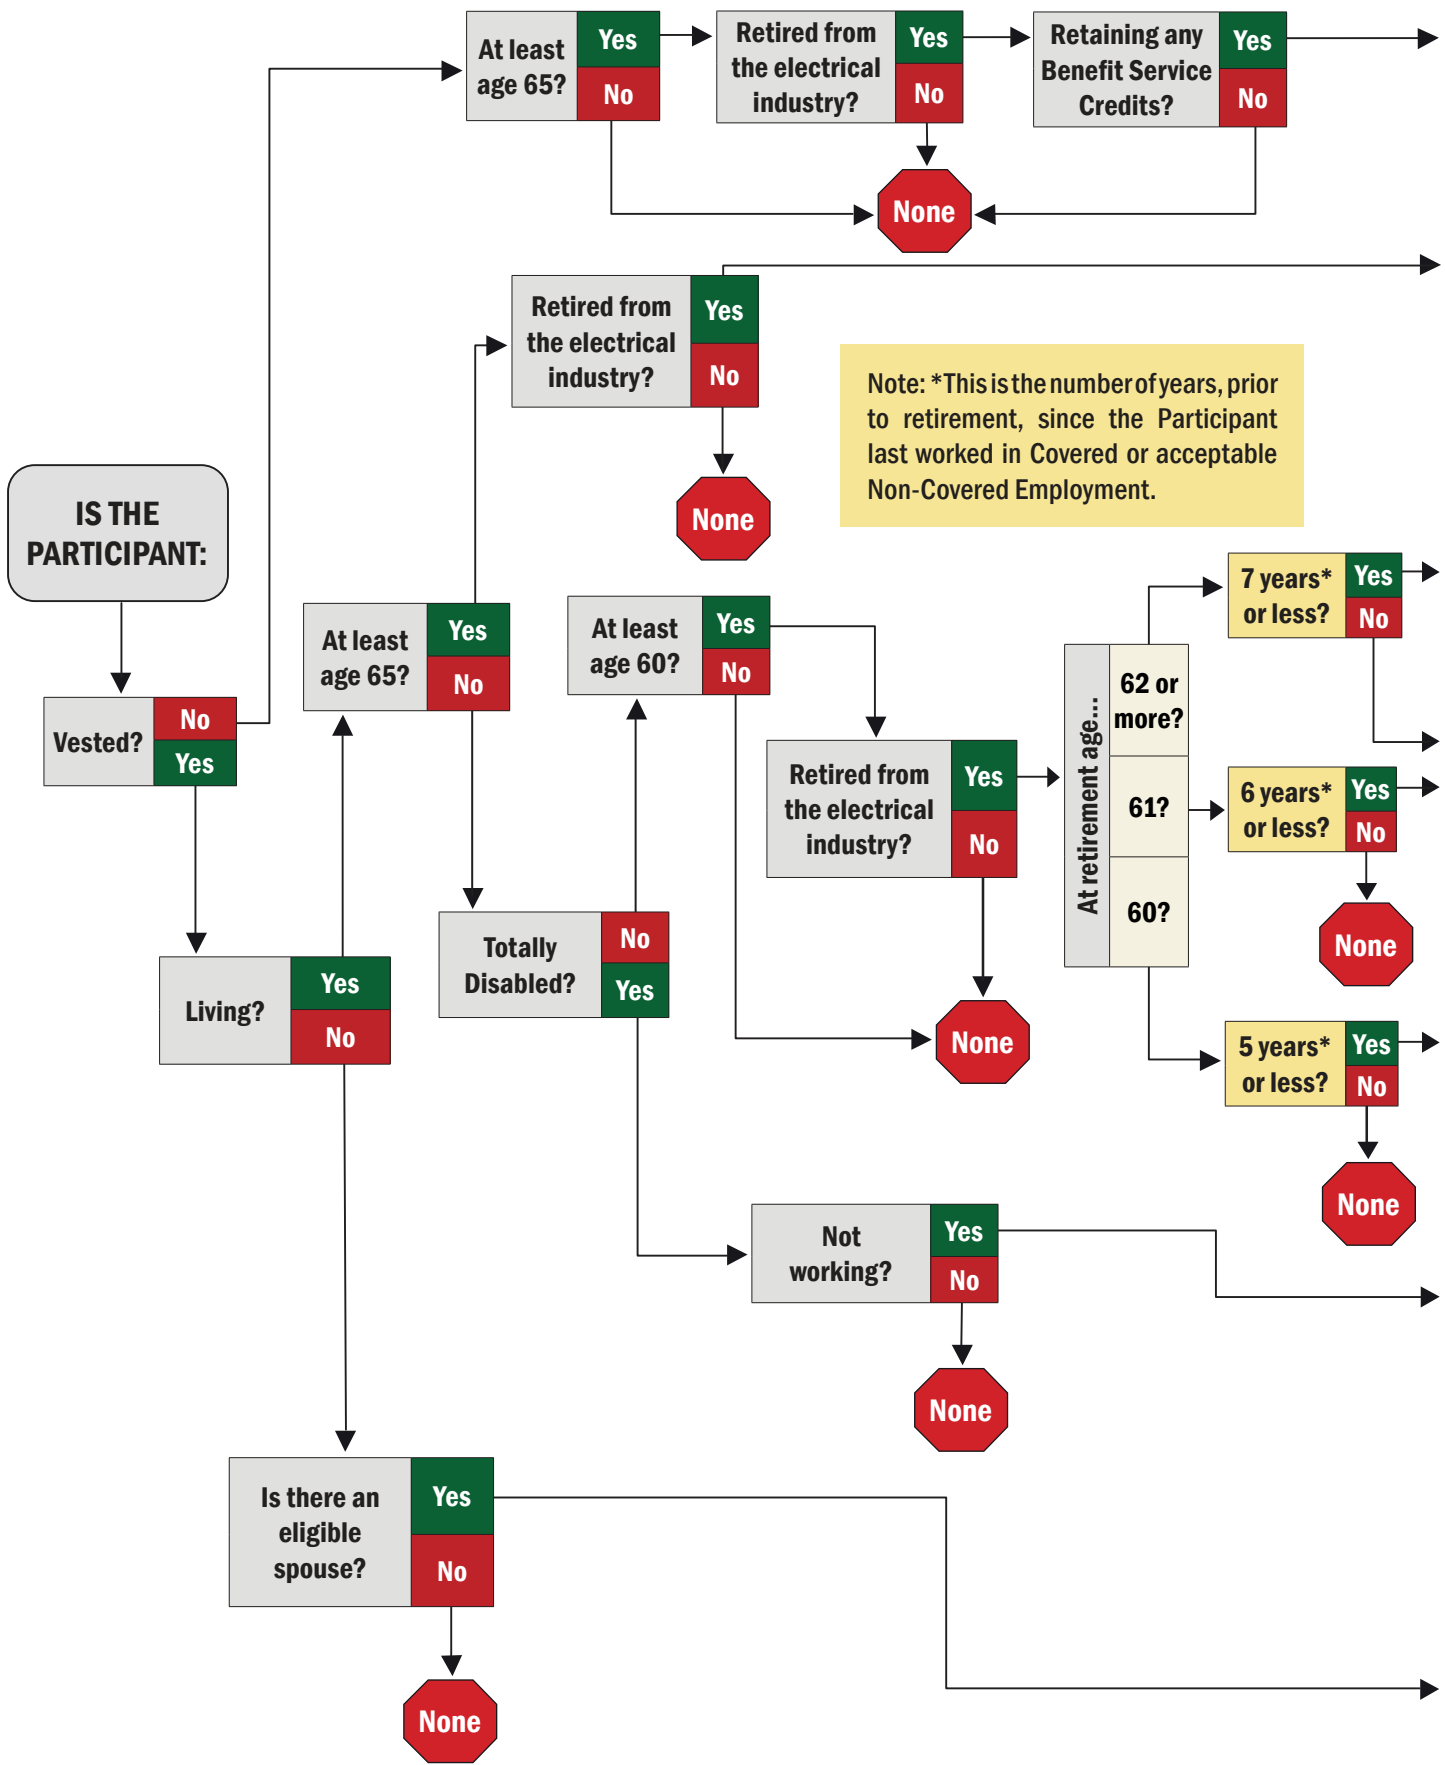 At least
age 65?
Yes
No
Retired from
the electrical
industry?
Yes
No
Retaining any
Benefit Service
Credits?
Yes
No
None
Retired from
the electrical
industry?
Yes
No
None
Note: *This is the number of years, prior
to retirement, since the Participant
last worked in Covered or acceptable
Non-Covered Employment.
IS THE
PARTICIPANT:
Vested?
No
Yes
At least
age 65?
Yes
No
At least
age 60?
Yes
No
Retired from
the electrical
industry?
Yes
No
None
At retirement age...
62 or
more?
61?
60?
7 years*
or less?
Yes
No
6 years*
or less?
Yes
No
None
5 years*
or less?
Yes
No
None
Totally
Disabled?
No
Yes
Living?
Yes
No
Not
working?
Yes
No
None
Is there an
eligible
spouse?
Yes
No
None